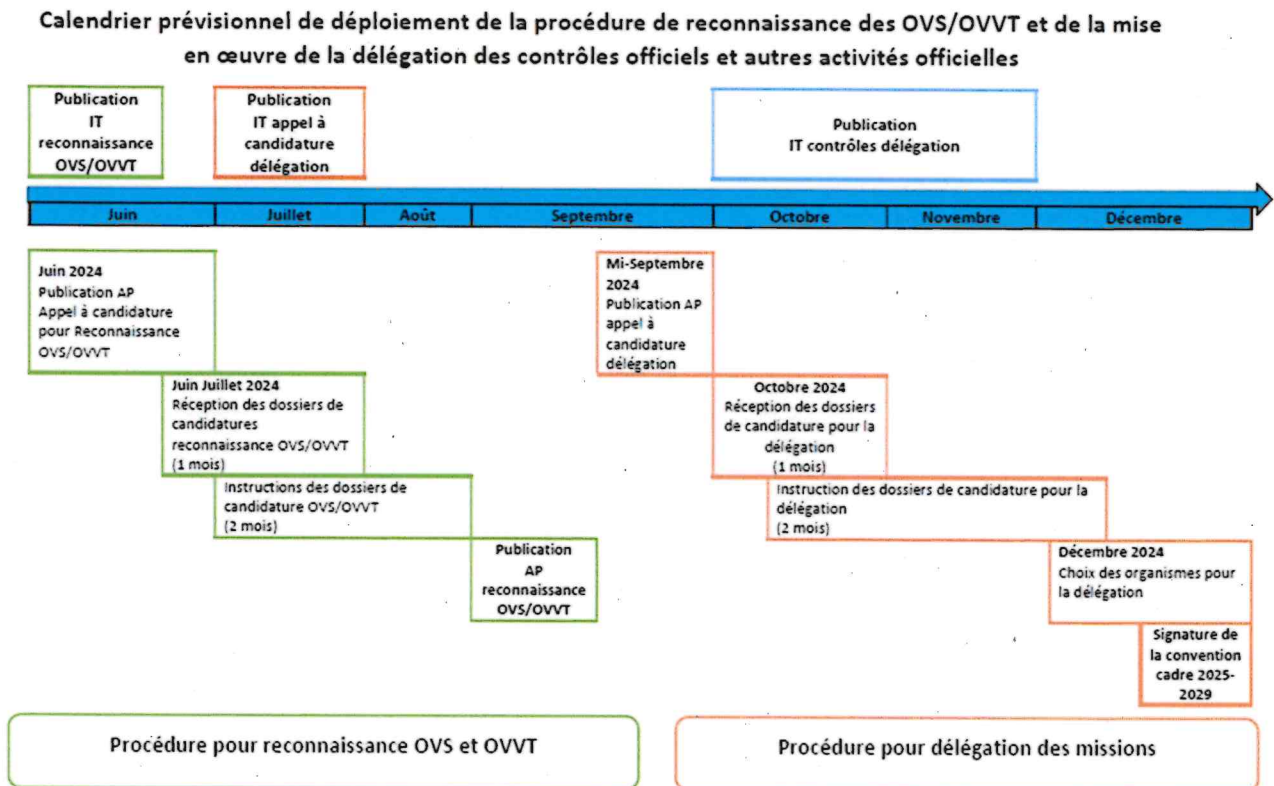 Calendrier prévisionnel de déploiement de la procédure de reconnaissance des OVS/OVVT et de la mise
en œuvre de la délégation des contrôles officiels et autres activités officielles
Publication
IT
reconnaissance
OVS/OVVT
Publication
IT appel à
candidature
délégation
Publication
IT contrôles délégation
Juin
Juillet
Août
Septembre
Octobre
Novembre
Décembre
Juin 2024
Publication AP
Appel à candidature
pour Reconnaissance
OVS/OVVT
Juin Juillet 2024
Réception des dossiers de
candidatures
reconnaissance OVS/OVVT
(1 mois)
Instructions des dossiers de
candidature OVS/OVVT
(2 mois)
Publication
AP
reconnaissance
OVS/OVVT
Mi-Septembre
2024
Publication AP
appel à
candidature
délégation
Octobre 2024
Réception des dossiers
de candidature pour la
délégation
(1 mois)
Instruction des dossiers de candidature pour la
délégation
(2 mois)
Décembre 2024
Choix des organismes pour
la délégation
Signature de
la convention
cadre 2025-
2029
Procédure pour reconnaissance OVS et OVVT
Procédure pour délégation des missions